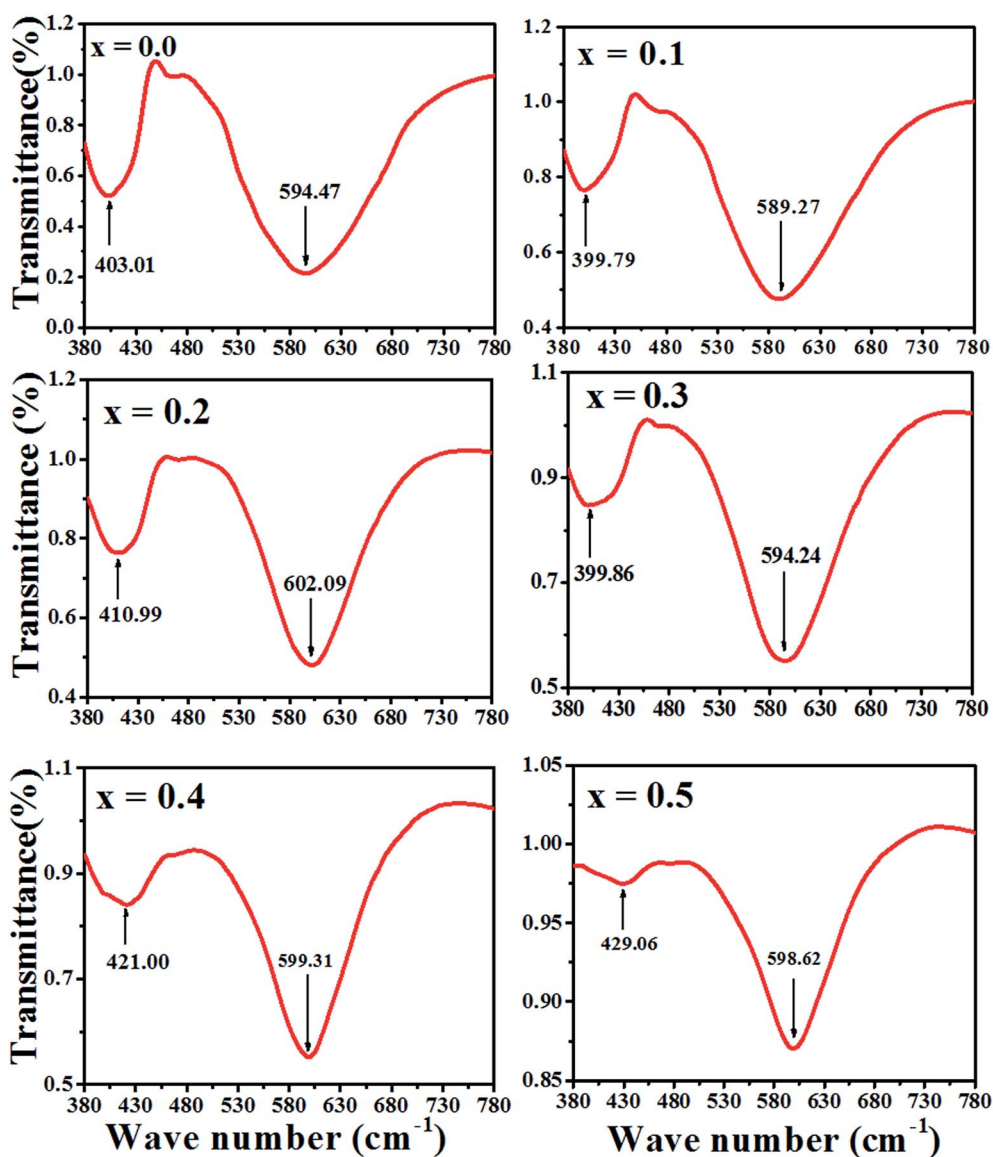 x = 0.0
Transmittance(%)
1.2
1.0
0.8
0.6
0.4
0.2
0.0
594.47
403.01
380 430 480 530 580 630 680 730 780
x = 0.1
1.2
1.0
0.8
0.6
0.4
589.27
399.79
380 430 480 530 580 630 680 730 780
x = 0.2
Transmittance (%)
1.2
1.0
0.8
0.6
0.4
602.09
410.99
380 430 480 530 580 630 680 730 780
x = 0.3
1.1
0.9
0.7
0.5
594.24
399.86
380 430 480 530 580 630 680 730 780
x = 0.4
Transmittance(%)
1.1
0.9
0.7
0.5
421.00
599.31
380 430 480 530 580 630 680 730 780
Wave number (cm⁻¹)
x = 0.5
1.05
1.00
0.95
0.90
0.85
429.06
598.62
380 430 480 530 580 630 680 730 780
Wave number (cm⁻¹)